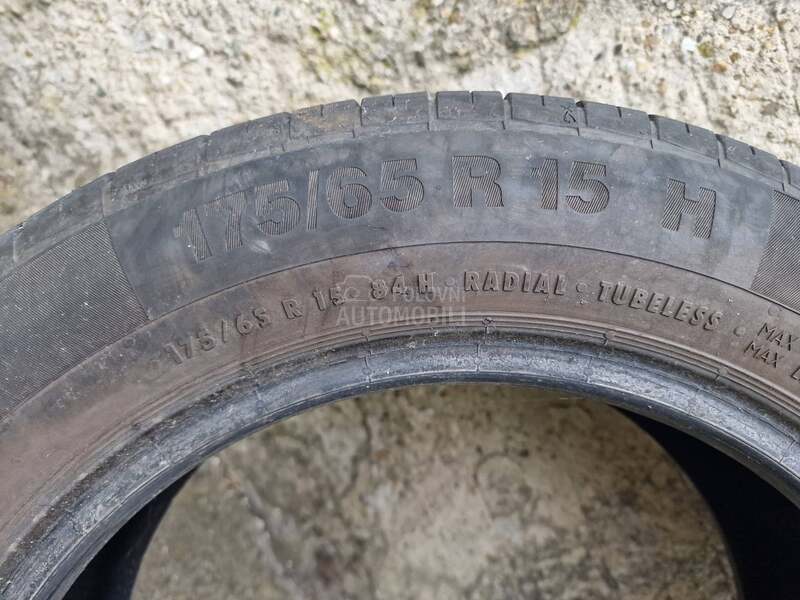 175/65 R 15 H
175/65 R 15 84 H · RADIAL · TUBELESS ·
MAX
MAX
POLOVNI
AUTOMOBILI